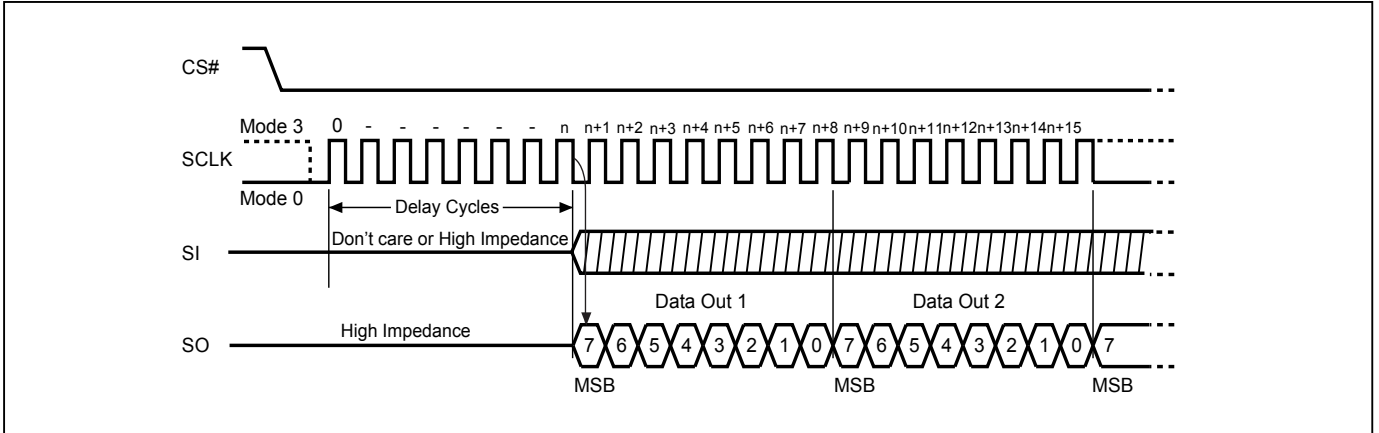 CS#
Mode 3 0 - - - - - - n n+1 n+2 n+3 n+4 n+5 n+6 n+7 n+8 n+9 n+10 n+11 n+12 n+13 n+14 n+15
SCLK
Mode 0
Delay Cycles
Don't care or High Impedance
SI
Data Out 1 Data Out 2
High Impedance
SO 7 6 5 4 3 2 1 0 7 6 5 4 3 2 1 0 7
MSB MSB MSB